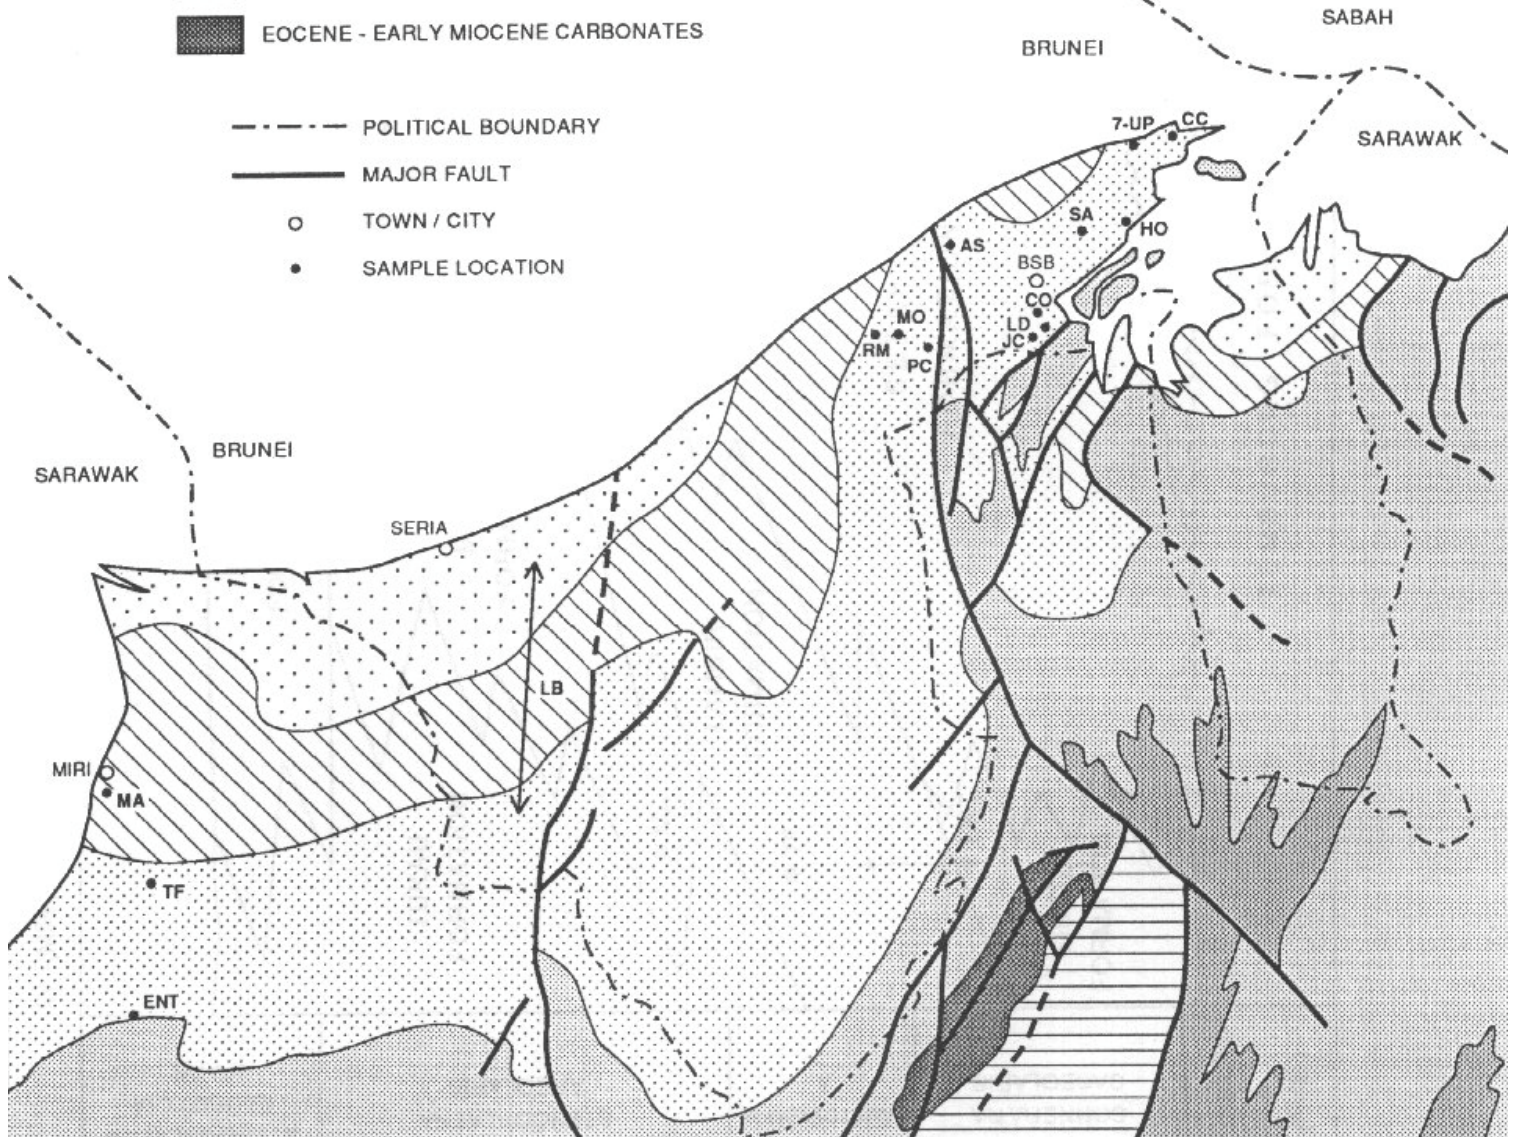 EOCENE - EARLY MIOCENE CARBONATES
POLITICAL BOUNDARY
MAJOR FAULT
TOWN / CITY
SAMPLE LOCATION
SABAH
BRUNEI
SARAWAK
7-UP
CC
SA
HO
AS
BSB
CO
LD
JC
MO
RM
PC
BRUNEI
SARAWAK
SERIA
LB
MIRI
MA
TF
ENT